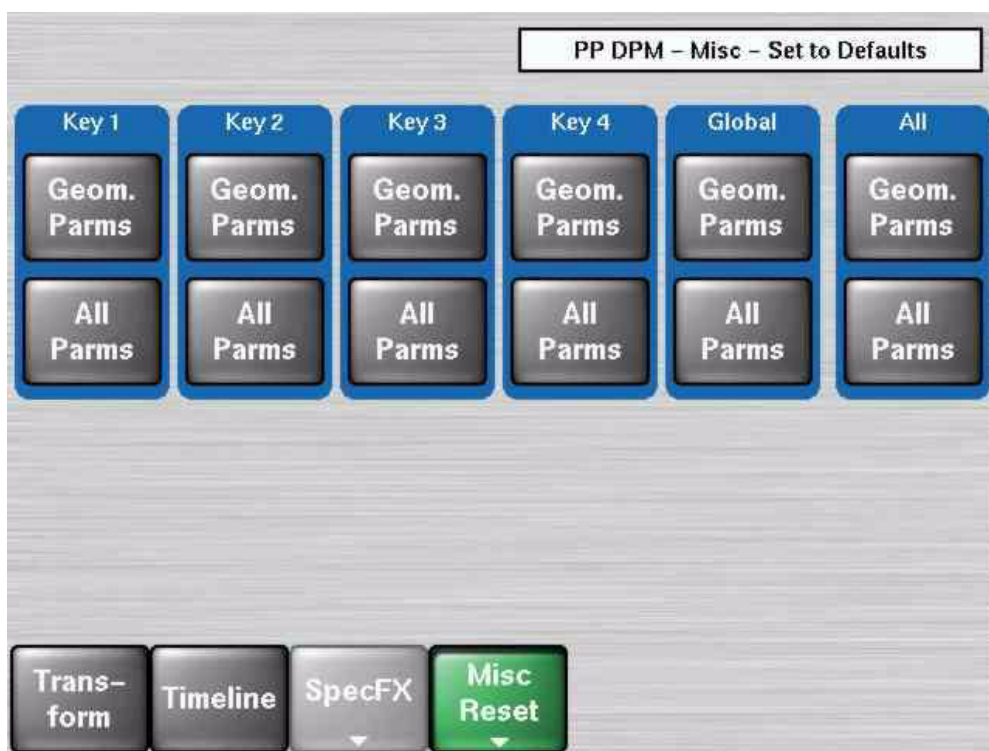 PP DPM – Misc – Set to Defaults
Key 1 Key 2 Key 3 Key 4 Global All
Geom. Geom. Geom. Geom. Geom. Geom.
Parms Parms Parms Parms Parms Parms
All All All All All All
Parms Parms Parms Parms Parms Parms
Trans–
form
Timeline
SpecFX
Misc
Reset